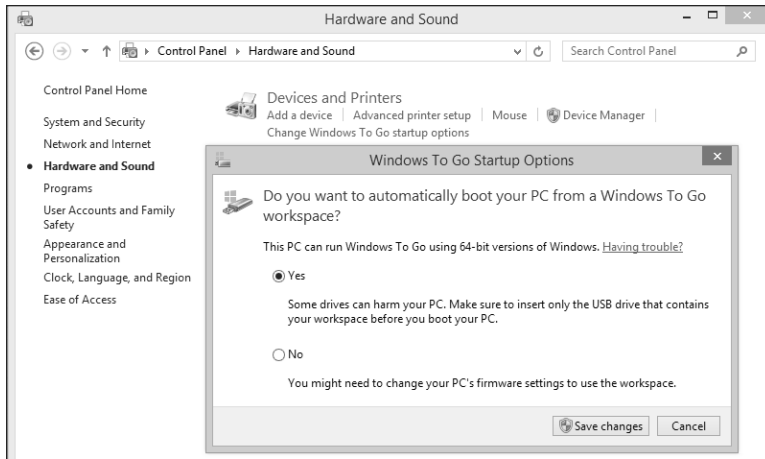 Hardware and Sound
Control Panel Hardware and Sound Search Control Panel
Control Panel Home
System and Security
Network and Internet
Hardware and Sound
Programs
User Accounts and Family
Safety
Appearance and
Personalization
Clock, Language, and Region
Ease of Access
Devices and Printers
Add a device Advanced printer setup Mouse Device Manager
Change Windows To Go startup options
Windows To Go Startup Options
Do you want to automatically boot your PC from a Windows To Go
workspace?
This PC can run Windows To Go using 64-bit versions of Windows. Having trouble?
Yes
Some drives can harm your PC. Make sure to insert only the USB drive that contains
your workspace before you boot your PC.
No
You might need to change your PC's firmware settings to use the workspace.
Save changes Cancel